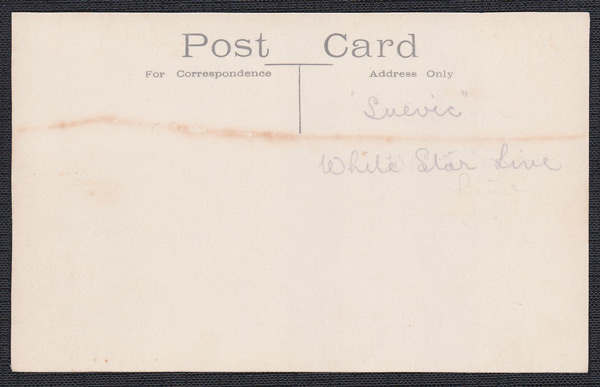 Post Card
For Correspondence Address Only
"Suevic"
White Star Line